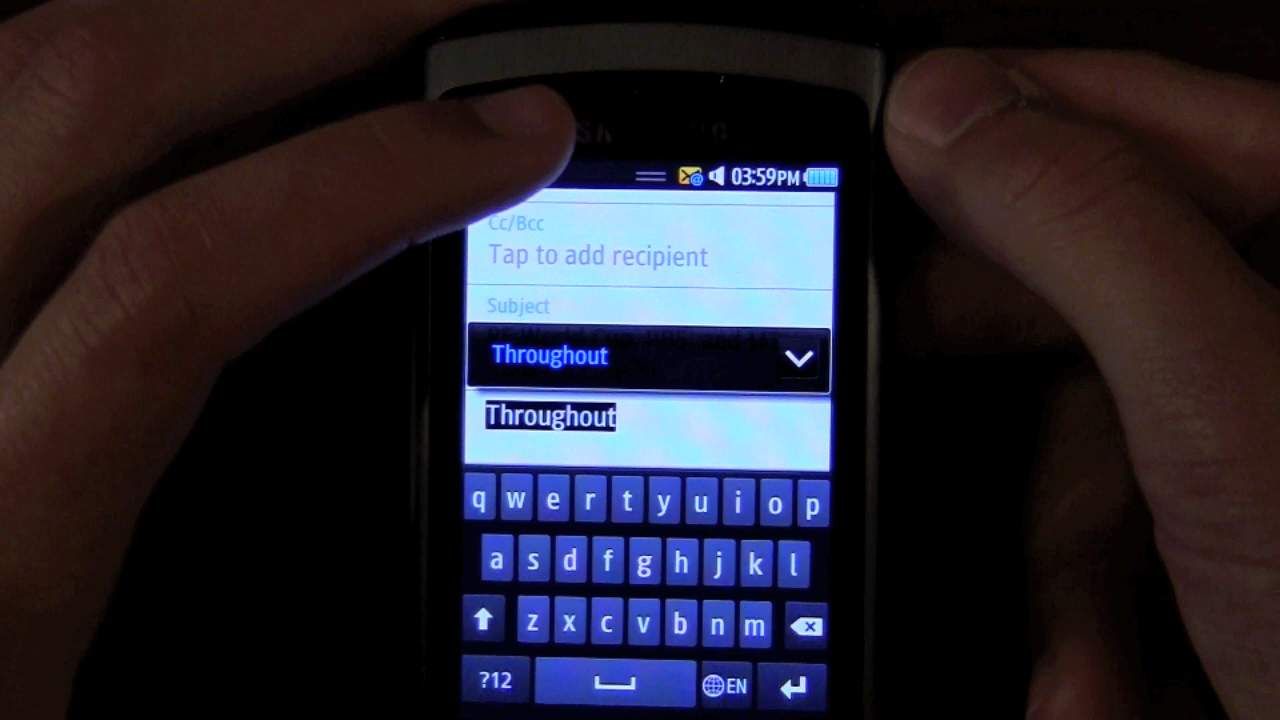 03:59PM
Cc/Bcc
Tap to add recipient
Subject
Throughout
Throughout
q w e r t y u i o p
a s d f g h j k l
z x c v b n m
?12 EN